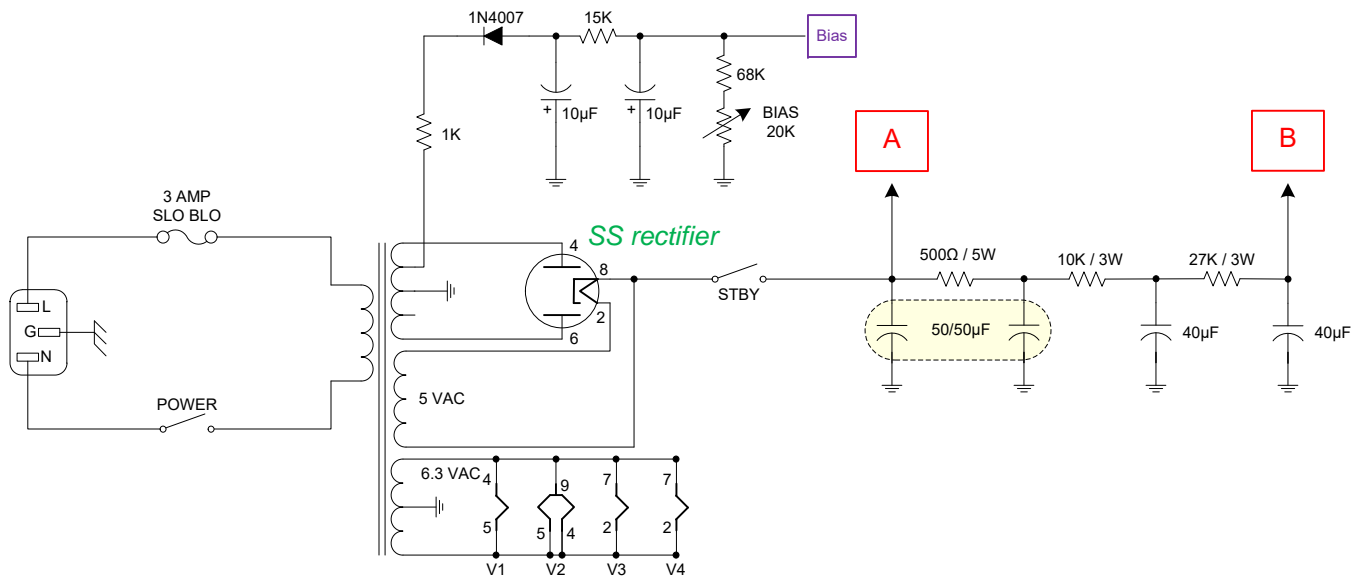 1N4007
15K
Bias
68K
10µF
10µF
BIAS
20K
1K
A
B
3 AMP
SLO BLO
SS rectifier
4
8
500Ω / 5W
10K / 3W
27K / 3W
STBY
2
L
G
N
50/50µF
40µF
40µF
6
5 VAC
POWER
6.3 VAC
4
9
7
7
5
5
4
2
2
V1
V2
V3
V4
+
+